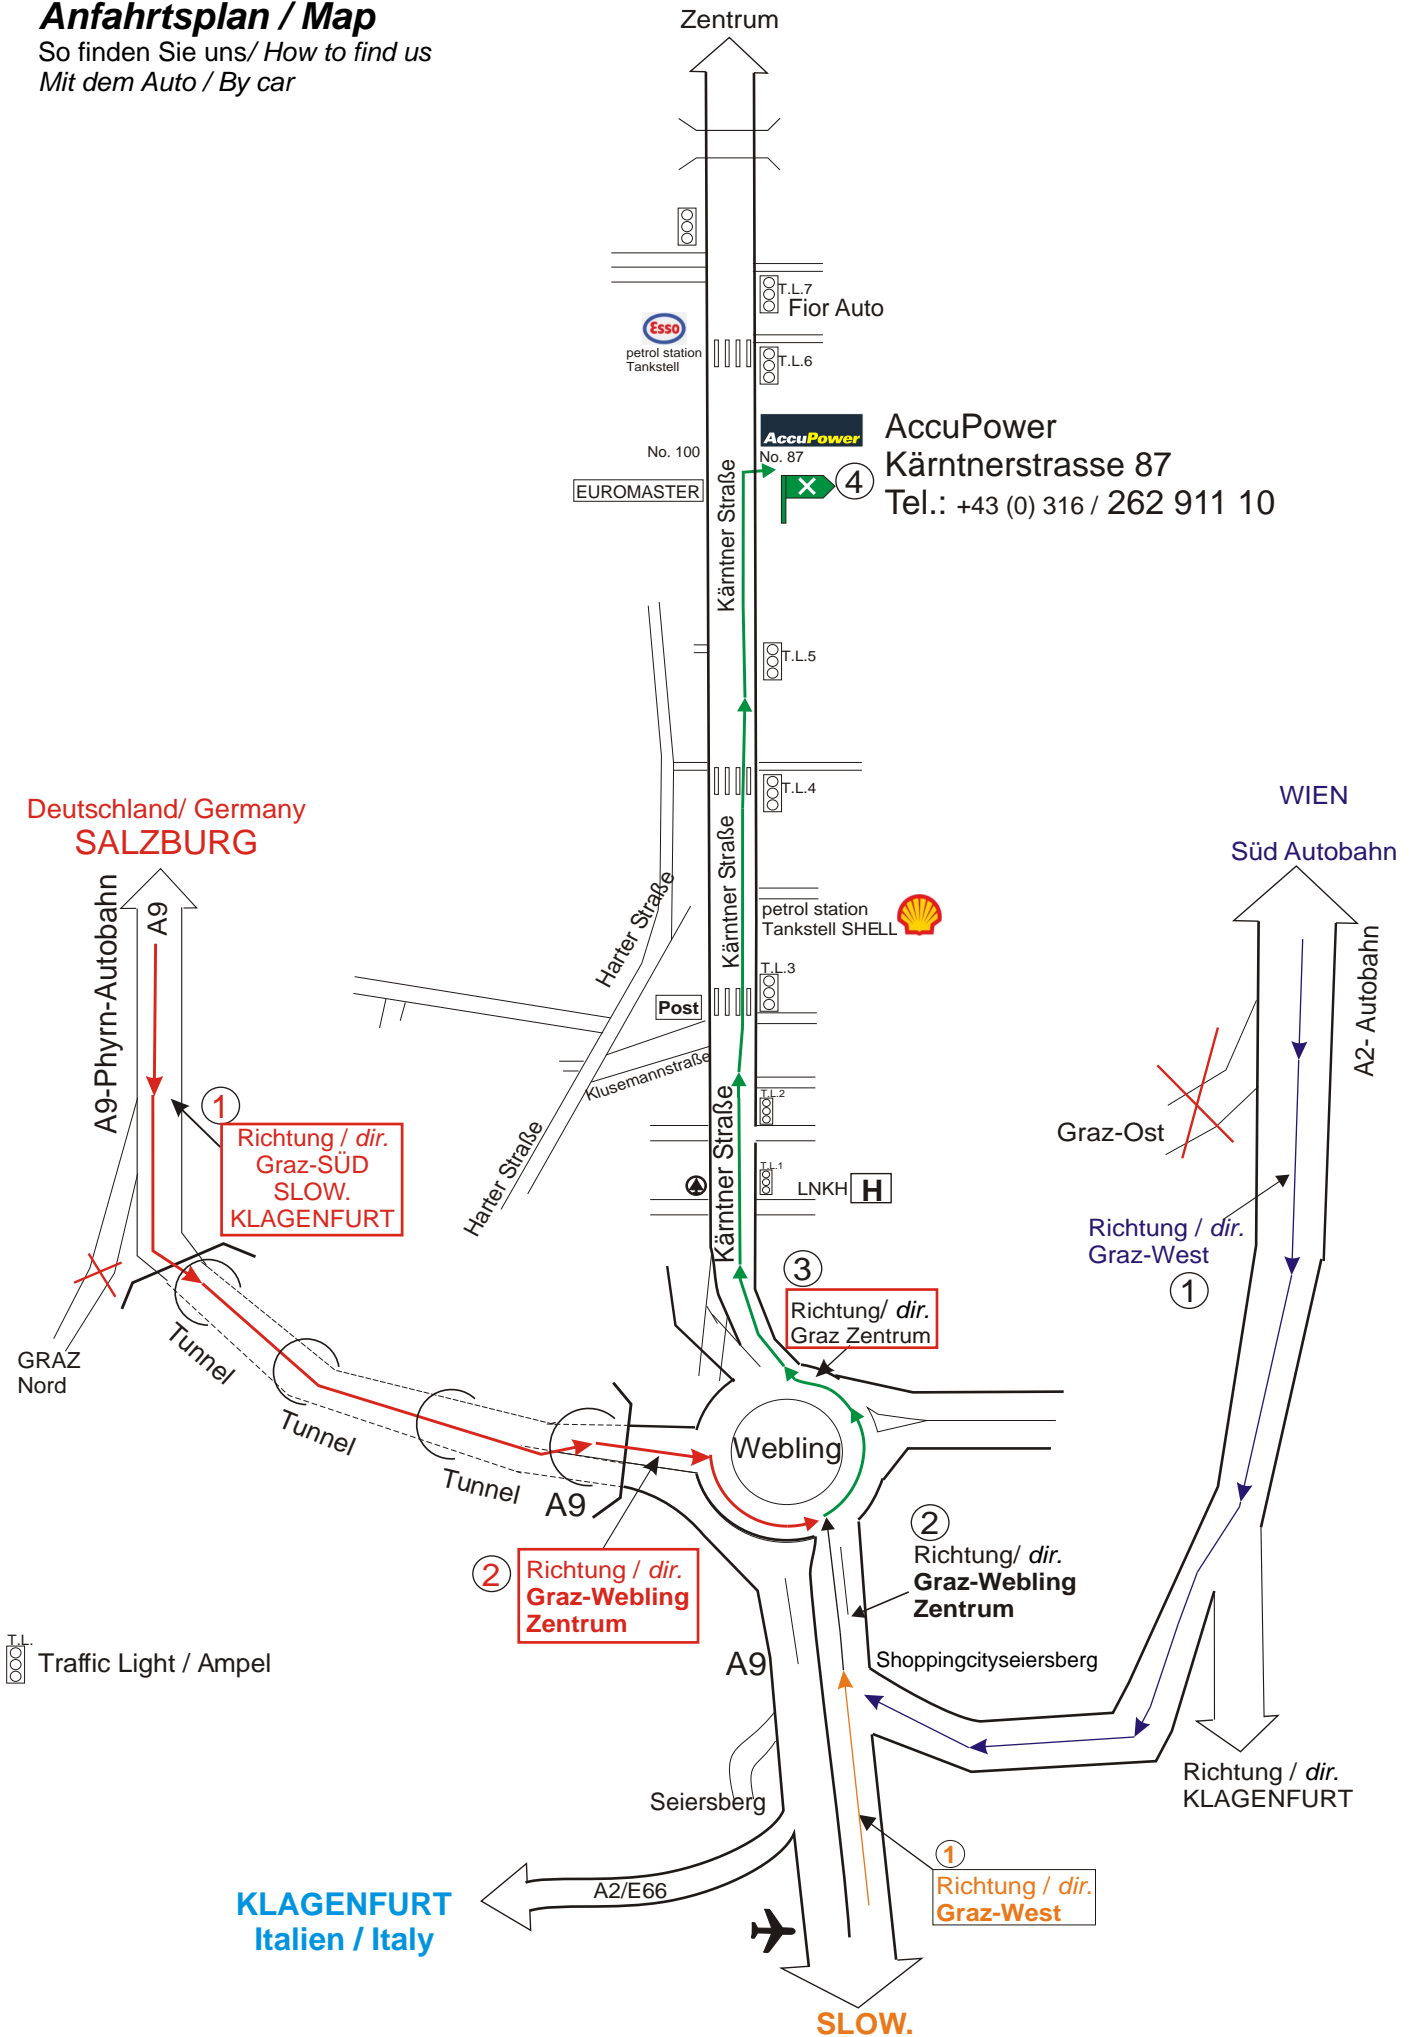 Anfahrtsplan / Map
So finden Sie uns/ How to find us
Mit dem Auto / By car
Zentrum
T.L.7
Fior Auto
Esso
petrol station
Tankstell
T.L.6
AccuPower
AccuPower
Kärntnerstrasse 87
Tel.: +43 (0) 316 / 262 911 10
No. 100
No. 87
EUROMASTER
4
Kärntner Straße
T.L.5
T.L.4
Deutschland/ Germany
SALZBURG
A9-Phyrn-Autobahn
A9
WIEN
Süd Autobahn
A2- Autobahn
Kärntner Straße
Harter Straße
petrol station
Tankstell SHELL
T.L.3
Post
Klusemannstraße
T.L.2
Kärntner Straße
Harter Straße
T.L.1
LNKH H
1
Richtung / dir.
Graz-SÜD
SLOW.
KLAGENFURT
Graz-Ost
Richtung / dir.
Graz-West
1
3
Richtung/ dir.
Graz Zentrum
GRAZ
Nord
Tunnel
Tunnel
Tunnel
A9
Webling
2
Richtung / dir.
Graz-Webling
Zentrum
2
Richtung/ dir.
Graz-Webling
Zentrum
T.L.
Traffic Light / Ampel
A9
Shoppingcityseiersberg
Seiersberg
Richtung / dir.
KLAGENFURT
1
Richtung / dir.
Graz-West
A2/E66
KLAGENFURT
Italien / Italy
SLOW.